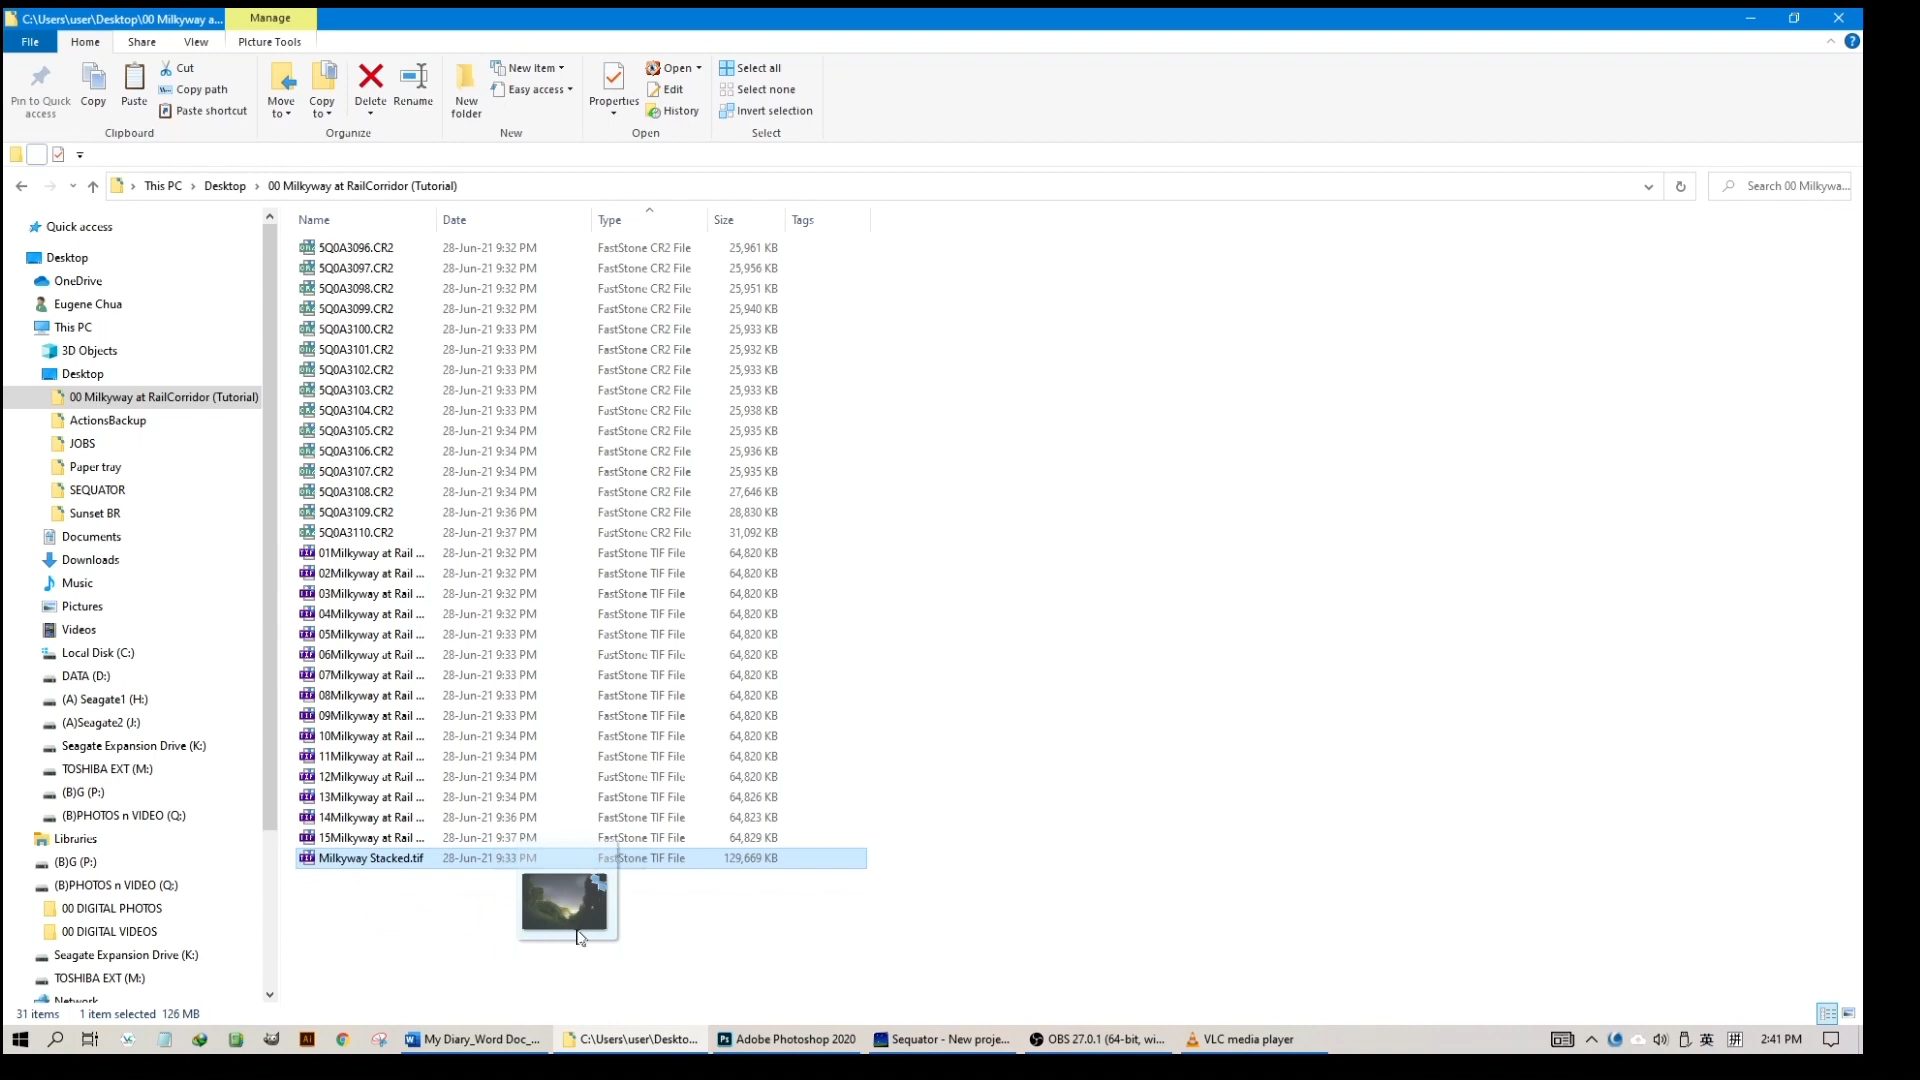 C:\Users\user\Desktop\00 Milkyway a...
Manage
File
Home
Share
View
Picture Tools
Pin to Quick access
Copy
Paste
Cut
Copy path
Paste shortcut
Clipboard
Move to
Copy to
Delete
Rename
Organize
New folder
New item
Easy access
New
Properties
Open
Edit
History
Open
Select all
Select none
Invert selection
Select
This PC > Desktop > 00 Milkyway at RailCorridor (Tutorial)
Search 00 Milkywa...
Quick access
Desktop
OneDrive
Eugene Chua
This PC
3D Objects
Desktop
00 Milkyway at RailCorridor (Tutorial)
ActionsBackup
JOBS
Paper tray
SEQUATOR
Sunset BR
Documents
Downloads
Music
Pictures
Videos
Local Disk (C:)
DATA (D:)
(A) Seagate1 (H:)
(A)Seagate2 (J:)
Seagate Expansion Drive (K:)
TOSHIBA EXT (M:)
(B)G (P:)
(B)PHOTOS n VIDEO (Q:)
Libraries
(B)G (P:)
(B)PHOTOS n VIDEO (Q:)
00 DIGITAL PHOTOS
00 DIGITAL VIDEOS
Seagate Expansion Drive (K:)
TOSHIBA EXT (M:)
Network
Name Date Type Size Tags
5Q0A3096.CR2 28-Jun-21 9:32 PM FastStone CR2 File 25,961 KB
5Q0A3097.CR2 28-Jun-21 9:32 PM FastStone CR2 File 25,956 KB
5Q0A3098.CR2 28-Jun-21 9:32 PM FastStone CR2 File 25,951 KB
5Q0A3099.CR2 28-Jun-21 9:32 PM FastStone CR2 File 25,940 KB
5Q0A3100.CR2 28-Jun-21 9:33 PM FastStone CR2 File 25,933 KB
5Q0A3101.CR2 28-Jun-21 9:33 PM FastStone CR2 File 25,932 KB
5Q0A3102.CR2 28-Jun-21 9:33 PM FastStone CR2 File 25,933 KB
5Q0A3103.CR2 28-Jun-21 9:33 PM FastStone CR2 File 25,933 KB
5Q0A3104.CR2 28-Jun-21 9:33 PM FastStone CR2 File 25,938 KB
5Q0A3105.CR2 28-Jun-21 9:34 PM FastStone CR2 File 25,935 KB
5Q0A3106.CR2 28-Jun-21 9:34 PM FastStone CR2 File 25,936 KB
5Q0A3107.CR2 28-Jun-21 9:34 PM FastStone CR2 File 25,935 KB
5Q0A3108.CR2 28-Jun-21 9:34 PM FastStone CR2 File 27,646 KB
5Q0A3109.CR2 28-Jun-21 9:36 PM FastStone CR2 File 28,830 KB
5Q0A3110.CR2 28-Jun-21 9:37 PM FastStone CR2 File 31,092 KB
01Milkyway at Rail ... 28-Jun-21 9:32 PM FastStone TIF File 64,820 KB
02Milkyway at Rail ... 28-Jun-21 9:32 PM FastStone TIF File 64,820 KB
03Milkyway at Rail ... 28-Jun-21 9:32 PM FastStone TIF File 64,820 KB
04Milkyway at Rail ... 28-Jun-21 9:32 PM FastStone TIF File 64,820 KB
05Milkyway at Rail ... 28-Jun-21 9:33 PM FastStone TIF File 64,820 KB
06Milkyway at Rail ... 28-Jun-21 9:33 PM FastStone TIF File 64,820 KB
07Milkyway at Rail ... 28-Jun-21 9:33 PM FastStone TIF File 64,820 KB
08Milkyway at Rail ... 28-Jun-21 9:33 PM FastStone TIF File 64,820 KB
09Milkyway at Rail ... 28-Jun-21 9:33 PM FastStone TIF File 64,820 KB
10Milkyway at Rail ... 28-Jun-21 9:34 PM FastStone TIF File 64,820 KB
11Milkyway at Rail ... 28-Jun-21 9:34 PM FastStone TIF File 64,820 KB
12Milkyway at Rail ... 28-Jun-21 9:34 PM FastStone TIF File 64,820 KB
13Milkyway at Rail ... 28-Jun-21 9:34 PM FastStone TIF File 64,826 KB
14Milkyway at Rail ... 28-Jun-21 9:36 PM FastStone TIF File 64,823 KB
15Milkyway at Rail ... 28-Jun-21 9:37 PM FastStone TIF File 64,829 KB
Milkyway Stacked.tif 28-Jun-21 9:33 PM FastStone TIF File 129,669 KB
31 items 1 item selected 126 MB
My Diary_Word Doc_... C:\Users\user\Deskto... Adobe Photoshop 2020 Sequator - New proje... OBS 27.0.1 (64-bit, wi... VLC media player 英 拼 2:41 PM